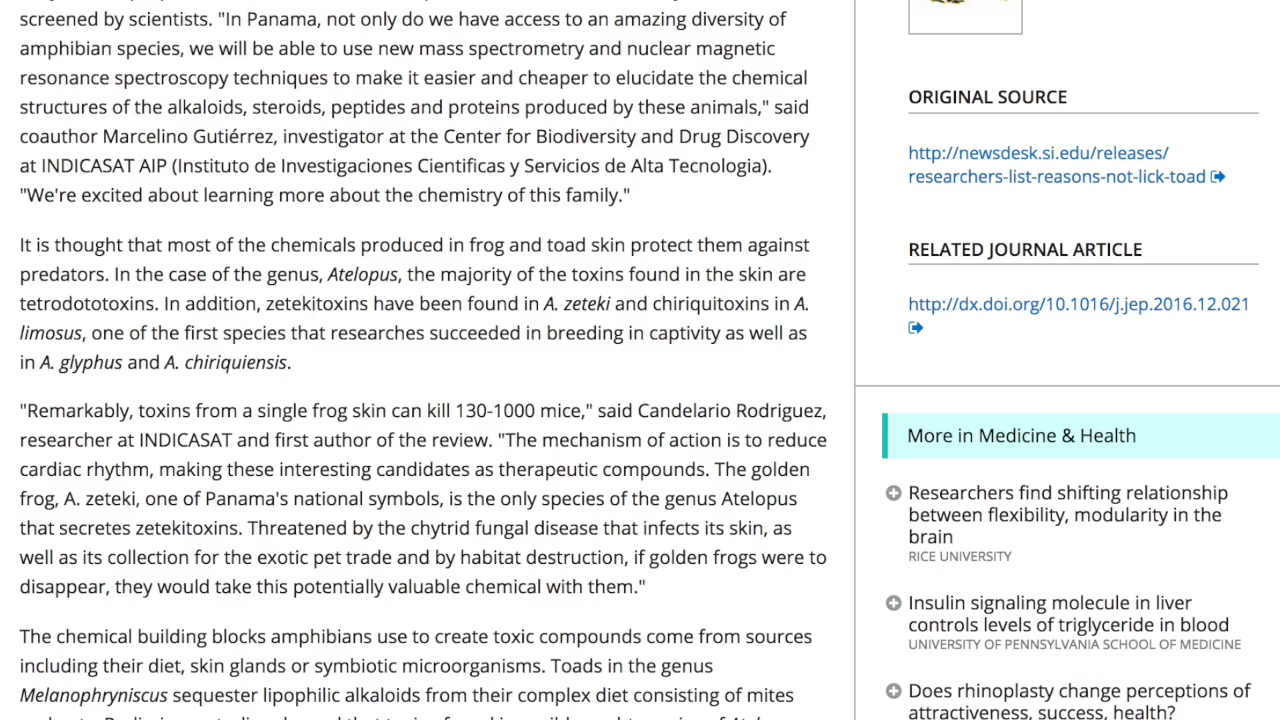 screened by scientists. "In Panama, not only do we have access to an amazing diversity of
amphibian species, we will be able to use new mass spectrometry and nuclear magnetic
resonance spectroscopy techniques to make it easier and cheaper to elucidate the chemical
structures of the alkaloids, steroids, peptides and proteins produced by these animals," said
coauthor Marcelino Gutiérrez, investigator at the Center for Biodiversity and Drug Discovery
at INDICASAT AIP (Instituto de Investigaciones Cientificas y Servicios de Alta Tecnologia).
"We're excited about learning more about the chemistry of this family."
It is thought that most of the chemicals produced in frog and toad skin protect them against
predators. In the case of the genus, Atelopus, the majority of the toxins found in the skin are
tetrodototoxins. In addition, zetekitoxins have been found in A. zeteki and chiriquitoxins in A.
limosus, one of the first species that researches succeeded in breeding in captivity as well as
in A. glyphus and A. chiriquiensis.
"Remarkably, toxins from a single frog skin can kill 130-1000 mice," said Candelario Rodriguez,
researcher at INDICASAT and first author of the review. "The mechanism of action is to reduce
cardiac rhythm, making these interesting candidates as therapeutic compounds. The golden
frog, A. zeteki, one of Panama's national symbols, is the only species of the genus Atelopus
that secretes zetekitoxins. Threatened by the chytrid fungal disease that infects its skin, as
well as its collection for the exotic pet trade and by habitat destruction, if golden frogs were to
disappear, they would take this potentially valuable chemical with them."
The chemical building blocks amphibians use to create toxic compounds come from sources
including their diet, skin glands or symbiotic microorganisms. Toads in the genus
Melanophryniscus sequester lipophilic alkaloids from their complex diet consisting of mites
ORIGINAL SOURCE
http://newsdesk.si.edu/releases/
researchers-list-reasons-not-lick-toad
RELATED JOURNAL ARTICLE
http://dx.doi.org/10.1016/j.jep.2016.12.021
More in Medicine & Health
Researchers find shifting relationship
between flexibility, modularity in the
brain
RICE UNIVERSITY
Insulin signaling molecule in liver
controls levels of triglyceride in blood
UNIVERSITY OF PENNSYLVANIA SCHOOL OF MEDICINE
Does rhinoplasty change perceptions of
attractiveness, success, health?